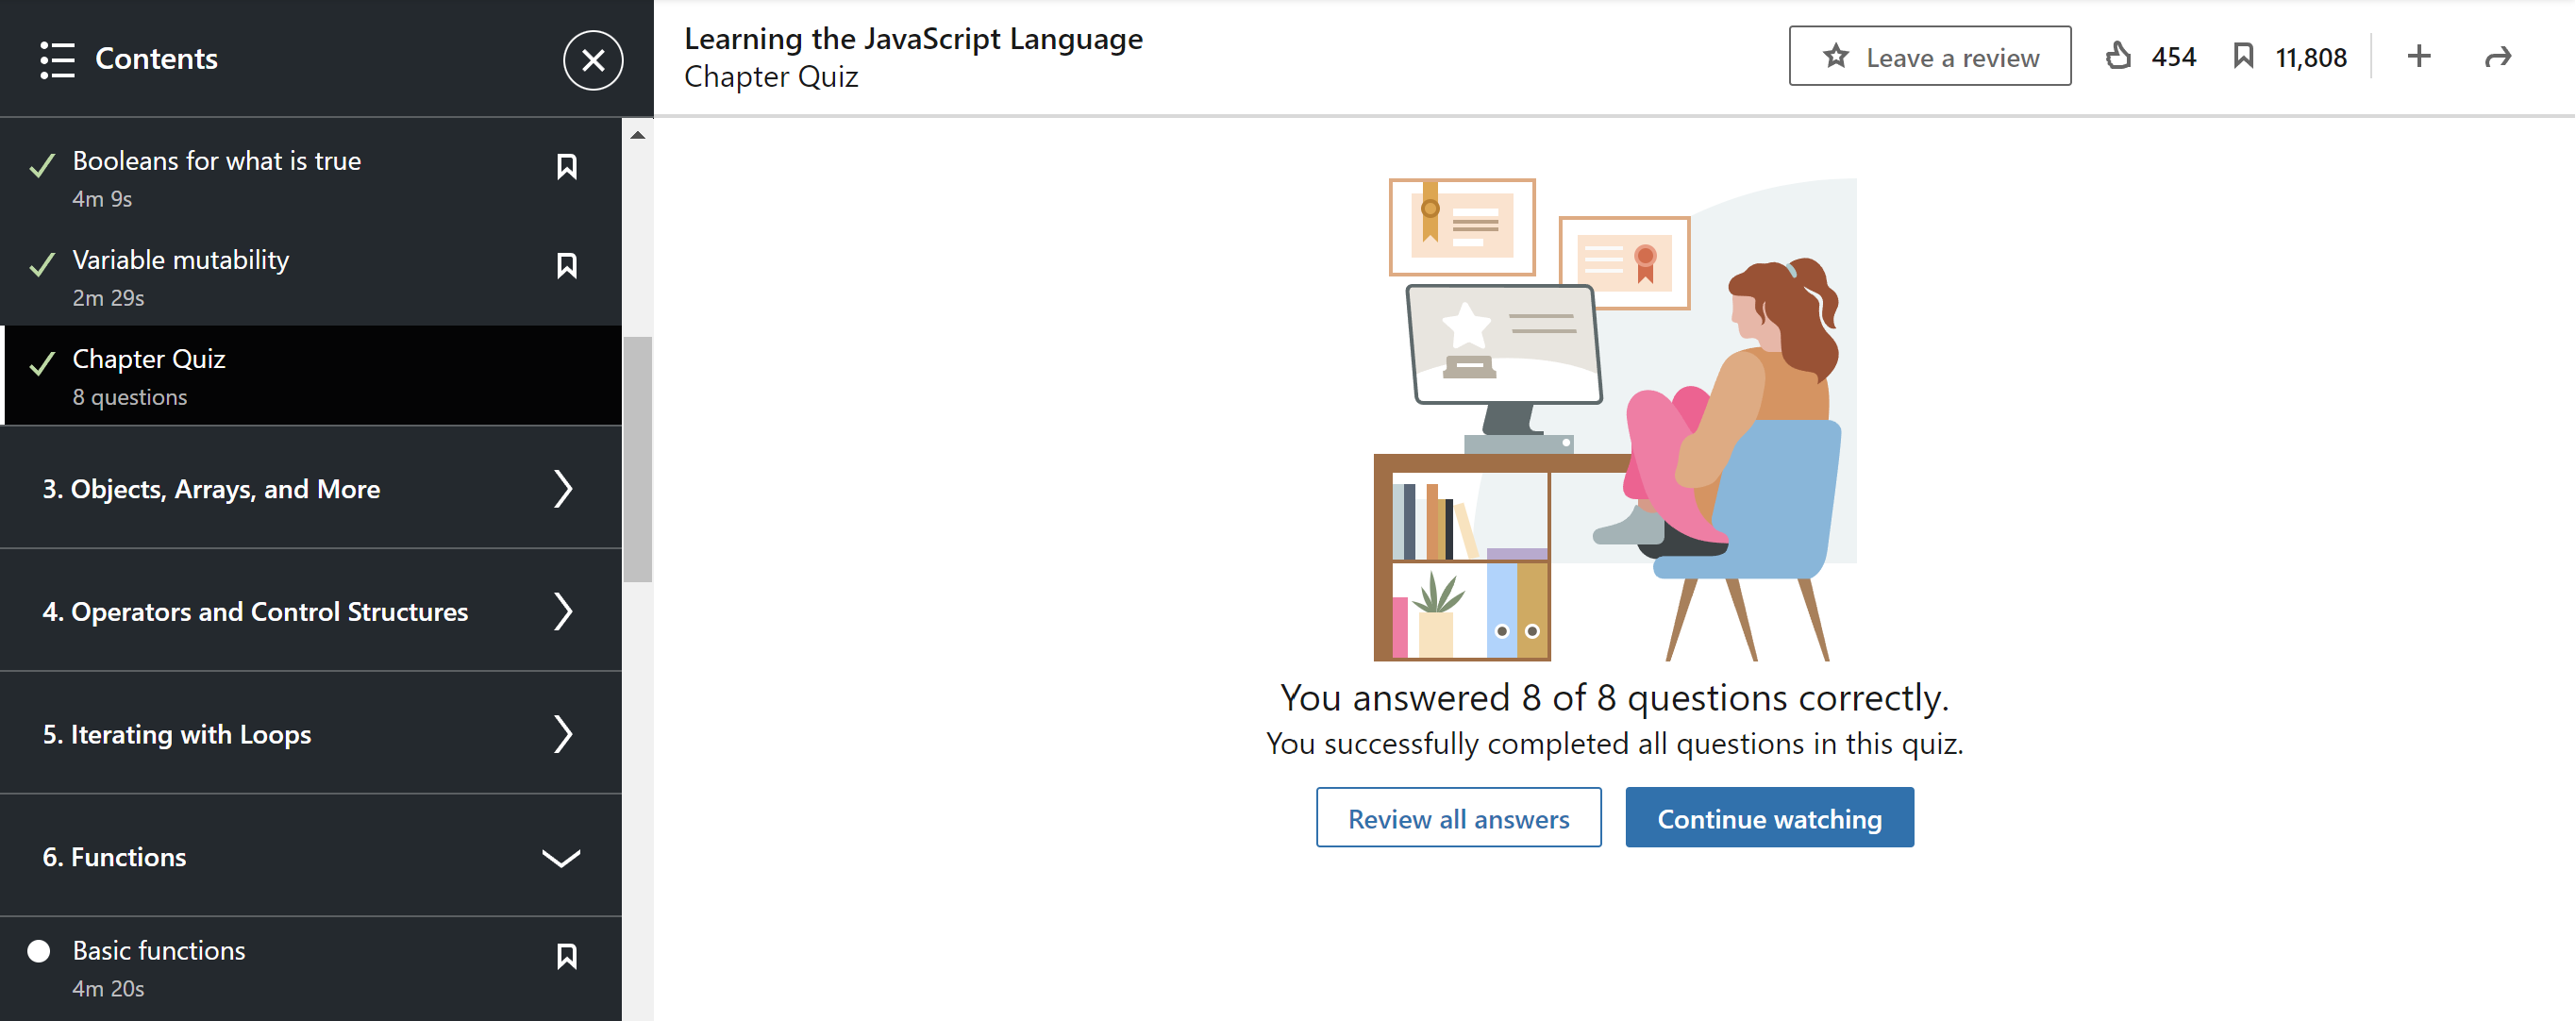 Contents
Booleans for what is true
4m 9s
Variable mutability
2m 29s
Chapter Quiz
8 questions
3. Objects, Arrays, and More
4. Operators and Control Structures
5. Iterating with Loops
6. Functions
Basic functions
4m 20s
Learning the JavaScript Language
Chapter Quiz
Leave a review
454
11,808
You answered 8 of 8 questions correctly.
You successfully completed all questions in this quiz.
Review all answers
Continue watching